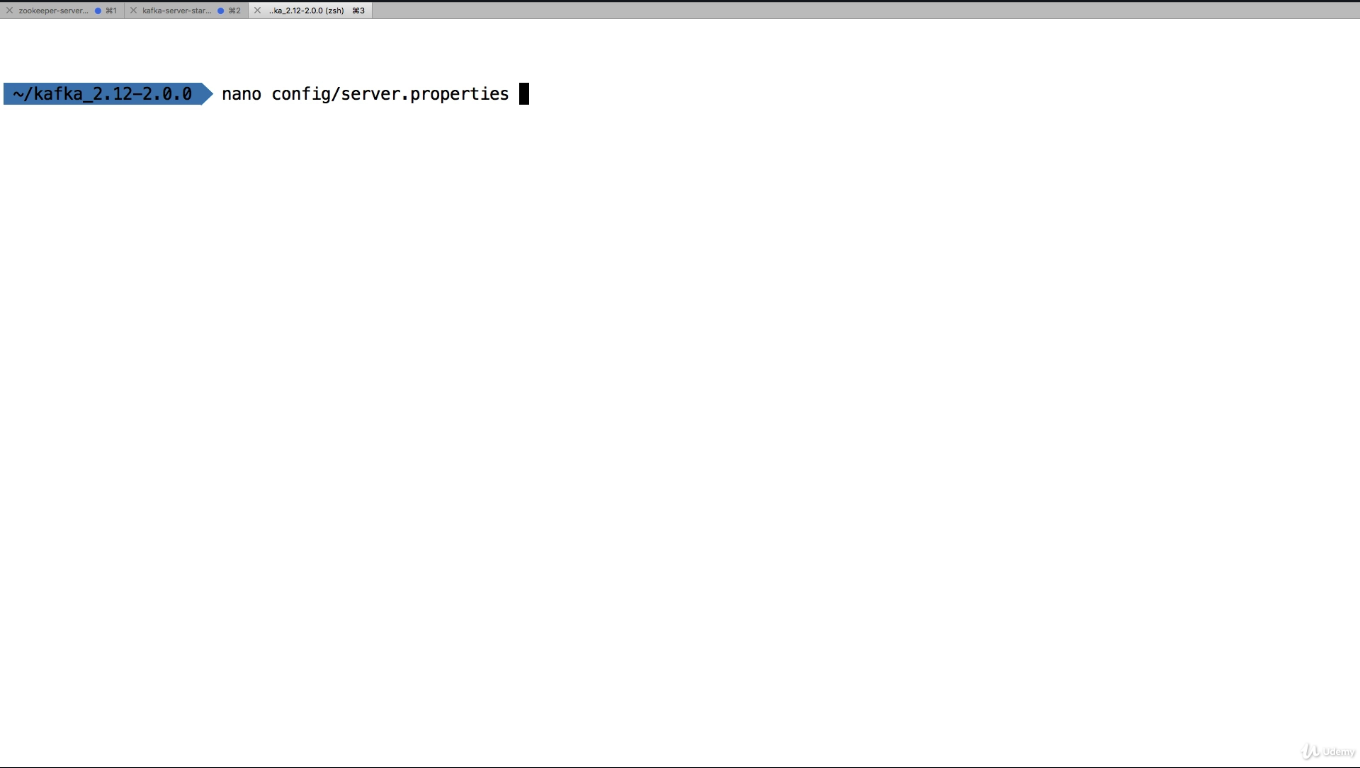 zookeeper-server... ⌘1 kafka-server-star... ⌘2 ..ka_2.12-2.0.0 (zsh) ⌘3
~/kafka_2.12-2.0.0 nano config/server.properties
Udemy